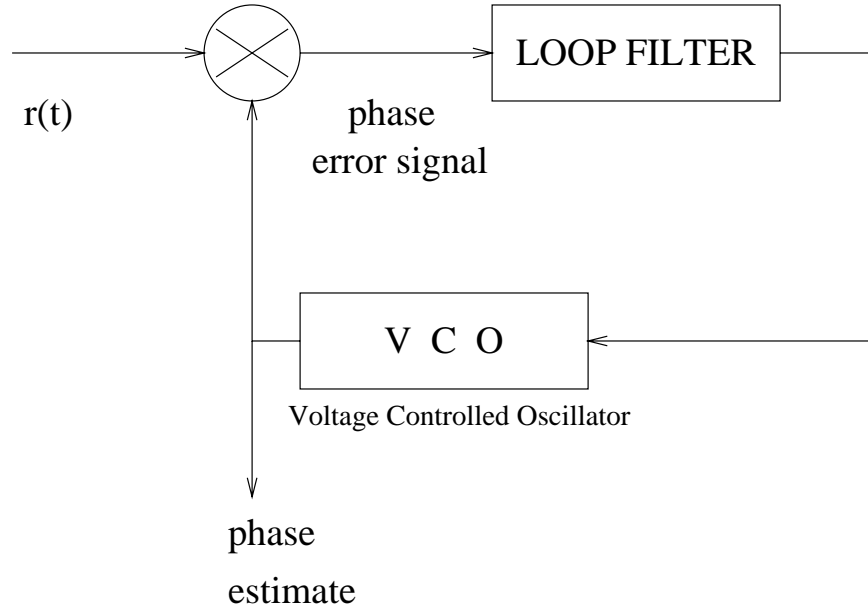 LOOP FILTER
r(t)
phase
error signal
V C O
Voltage Controlled Oscillator
phase
estimate